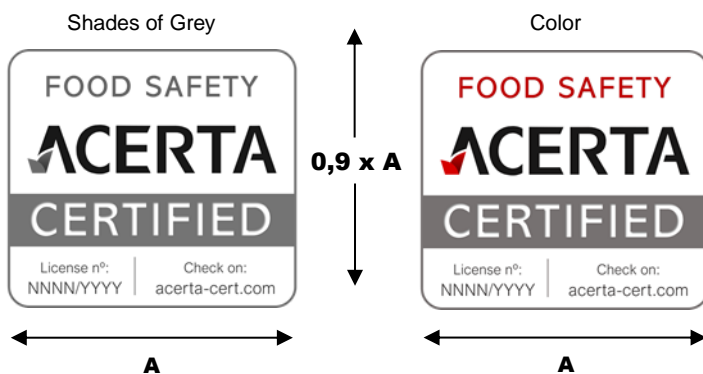 Shades of Grey
FOOD SAFETY
ACERTA
CERTIFIED
License nº:
NNNN/YYYY
Check on:
acerta-cert.com
A
0,9 x A
Color
FOOD SAFETY
ACERTA
CERTIFIED
License nº:
NNNN/YYYY
Check on:
acerta-cert.com
A